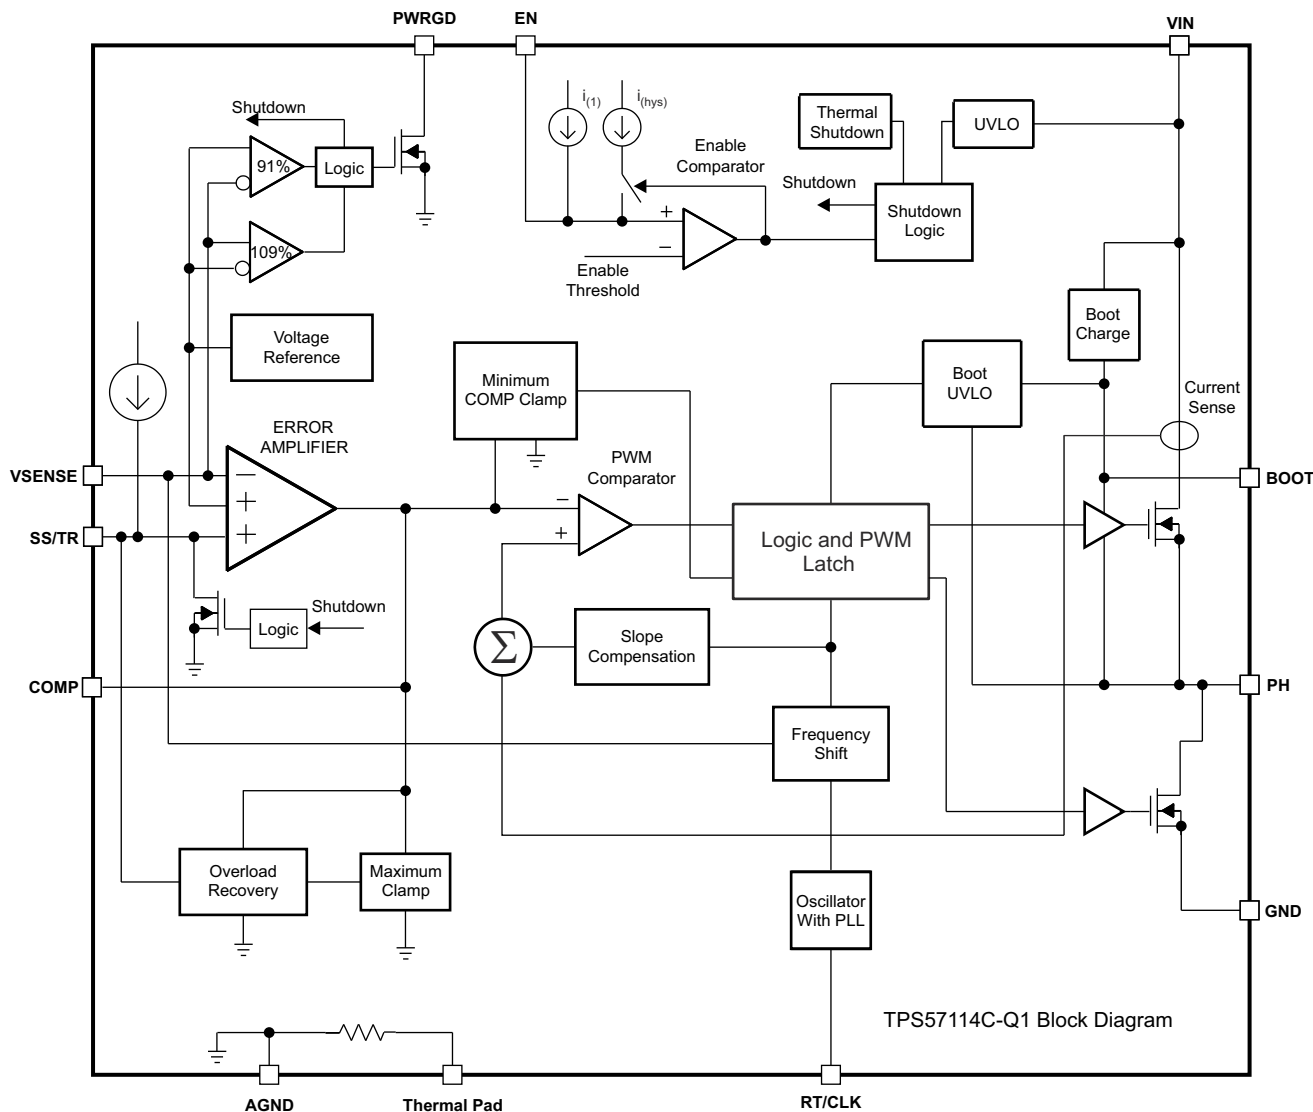 PWRGD
EN
VIN
Shutdown
i(1)
i(hys)
Thermal
Shutdown
UVLO
91%
Logic
Enable
Comparator
Shutdown
Shutdown
Logic
+
−
109%
Enable
Threshold
Voltage
Reference
Boot
Charge
Minimum
COMP Clamp
Boot
UVLO
Current
Sense
ERROR
AMPLIFIER
PWM
Comparator
VSENSE
−
+
+
BOOT
−
+
SS/TR
Logic and PWM
Latch
Shutdown
Logic
Σ
Slope
Compensation
COMP
PH
Frequency
Shift
Overload
Recovery
Maximum
Clamp
Oscillator
With PLL
GND
TPS57114C-Q1 Block Diagram
AGND
Thermal Pad
RT/CLK